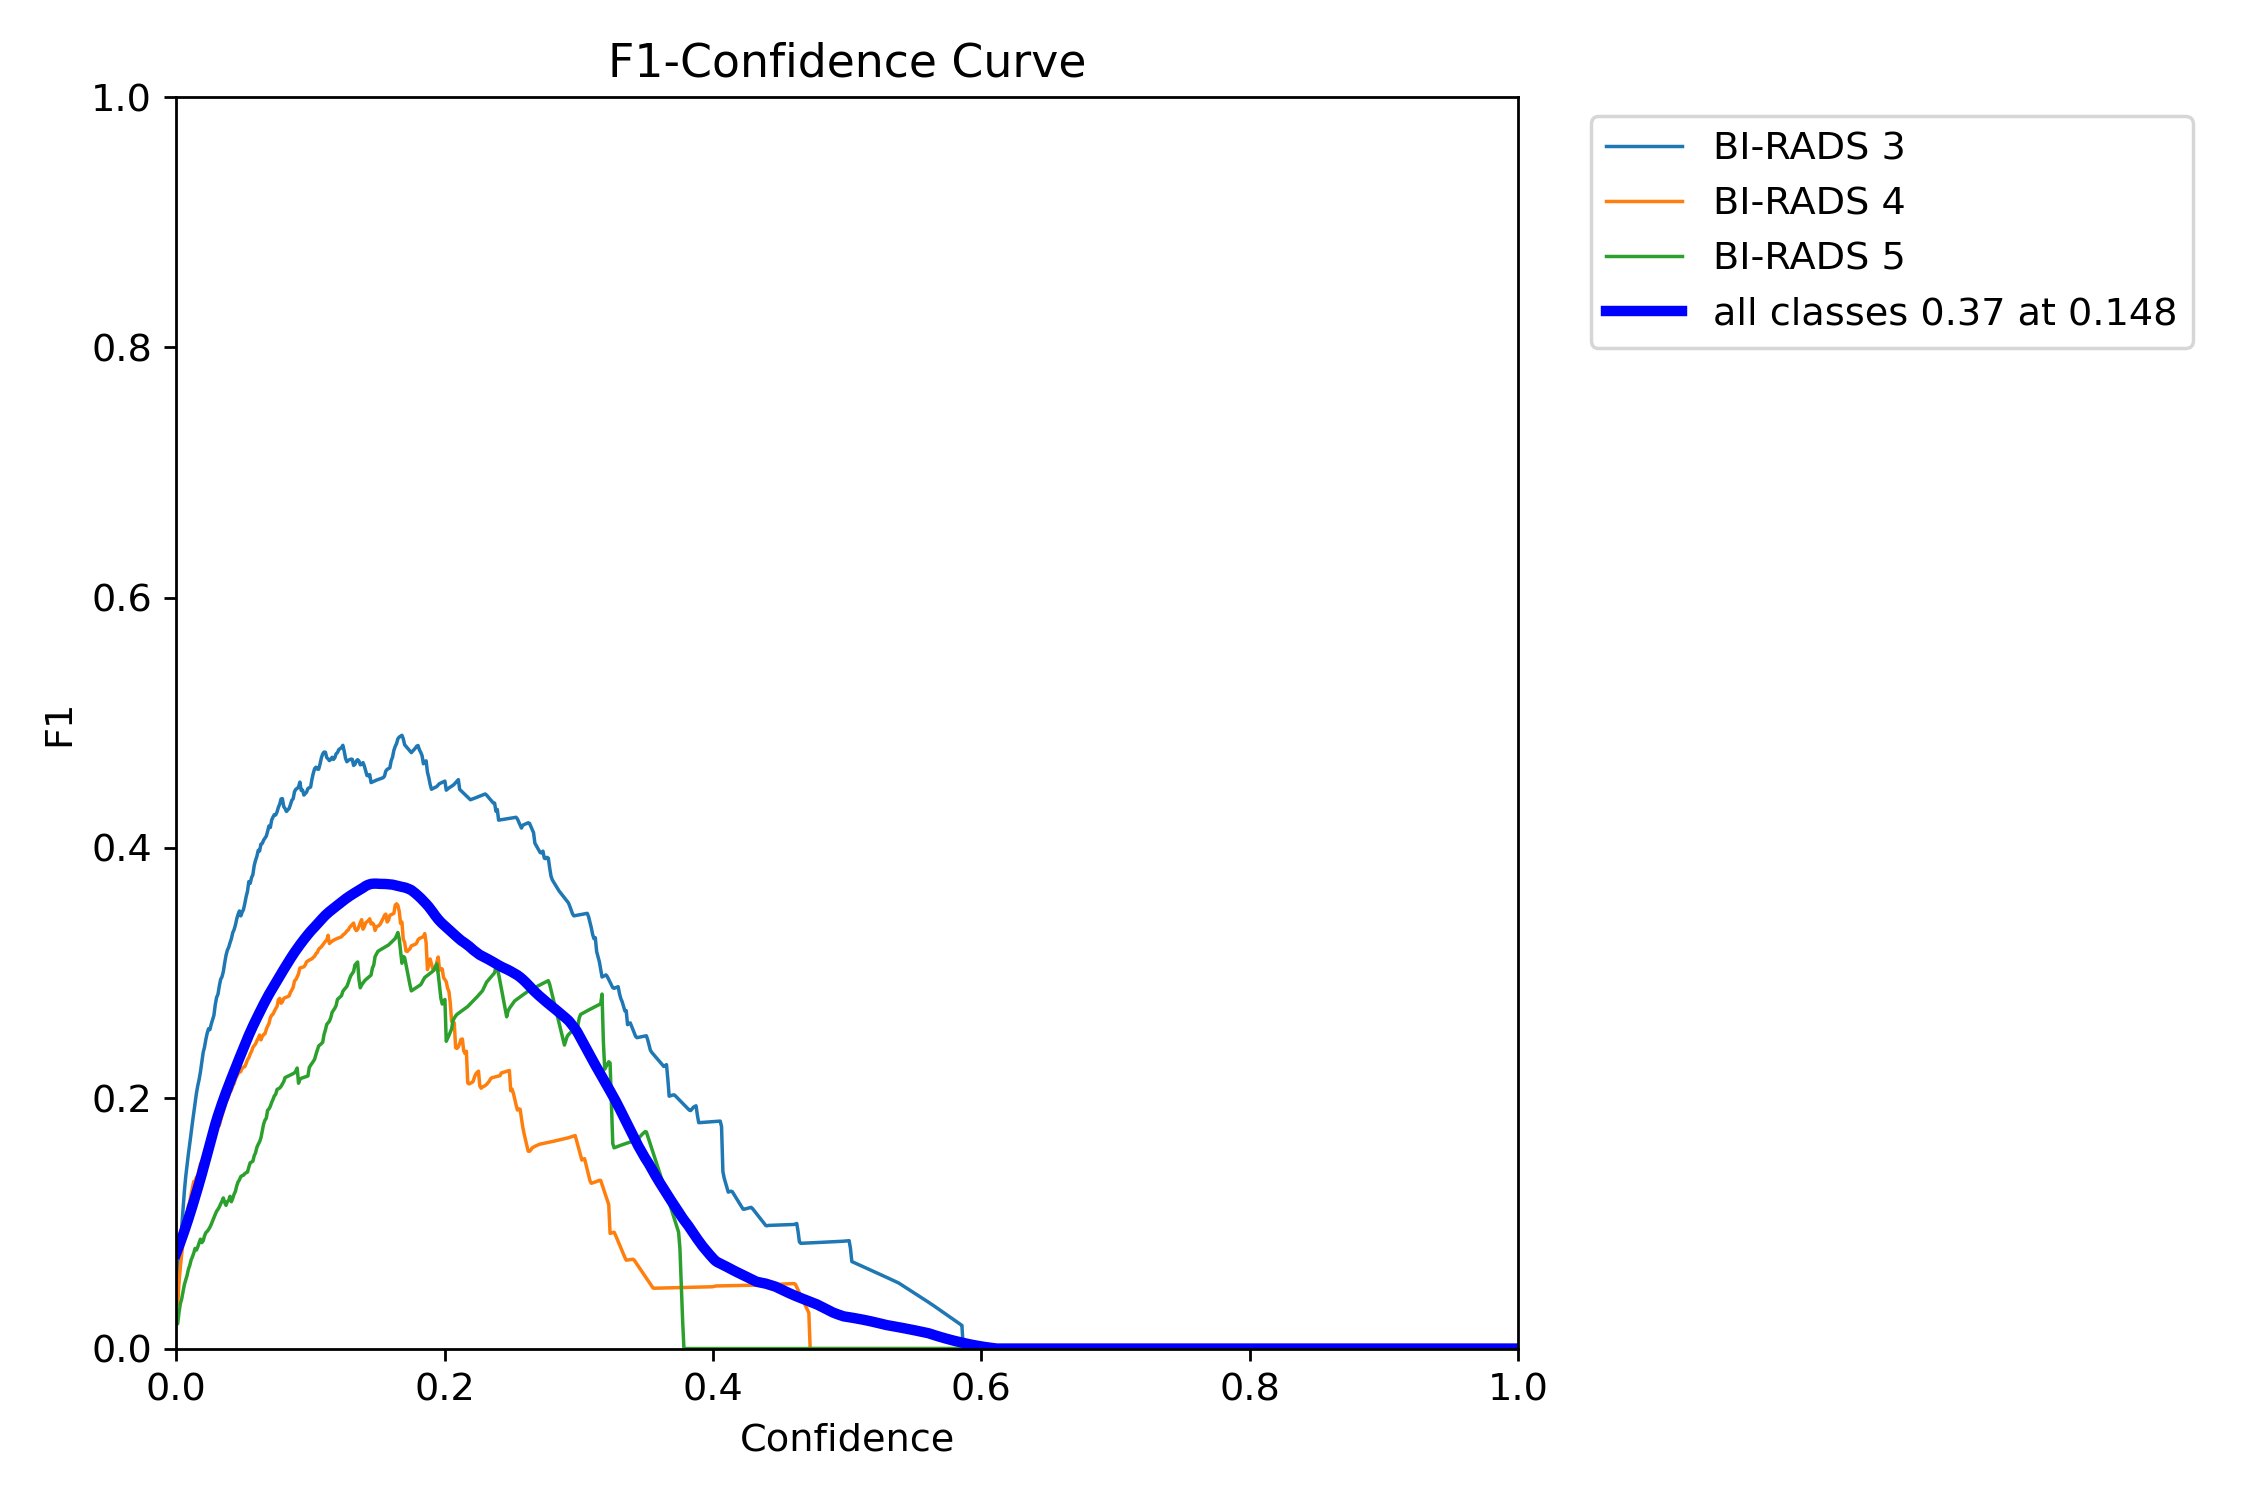 F1-Confidence Curve
1.0
0.8
0.6
0.4
0.2
0.0
F1
0.0 0.2 0.4 0.6 0.8 1.0
Confidence
BI-RADS 3
BI-RADS 4
BI-RADS 5
all classes 0.37 at 0.148